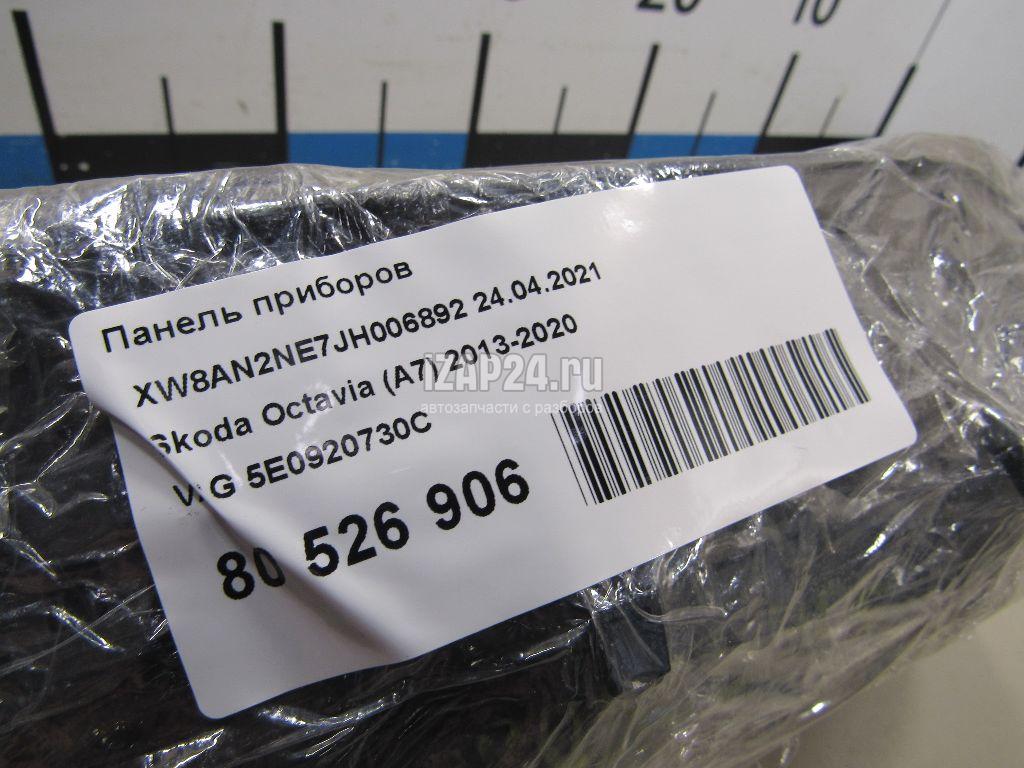 20 10
Панель приборов
XW8AN2NE7JH006892 24.04.2021
Skoda Octavia (A7) 2013-2020
VAG 5E0920730C
80 526 906
iZAP24.ru
автозапчасти с разборов